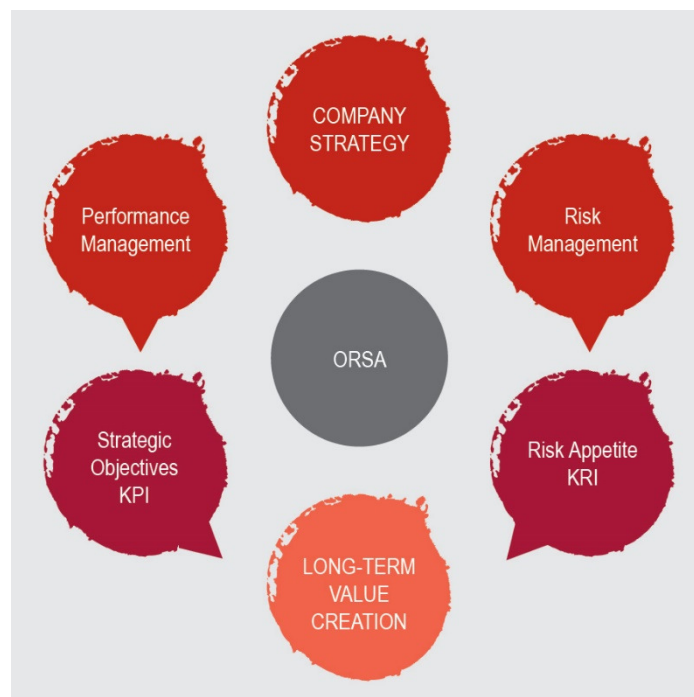 COMPANY
STRATEGY
Performance
Management
Risk
Management
ORSA
Strategic
Objectives
KPI
Risk Appetite
KRI
LONG-TERM
VALUE
CREATION